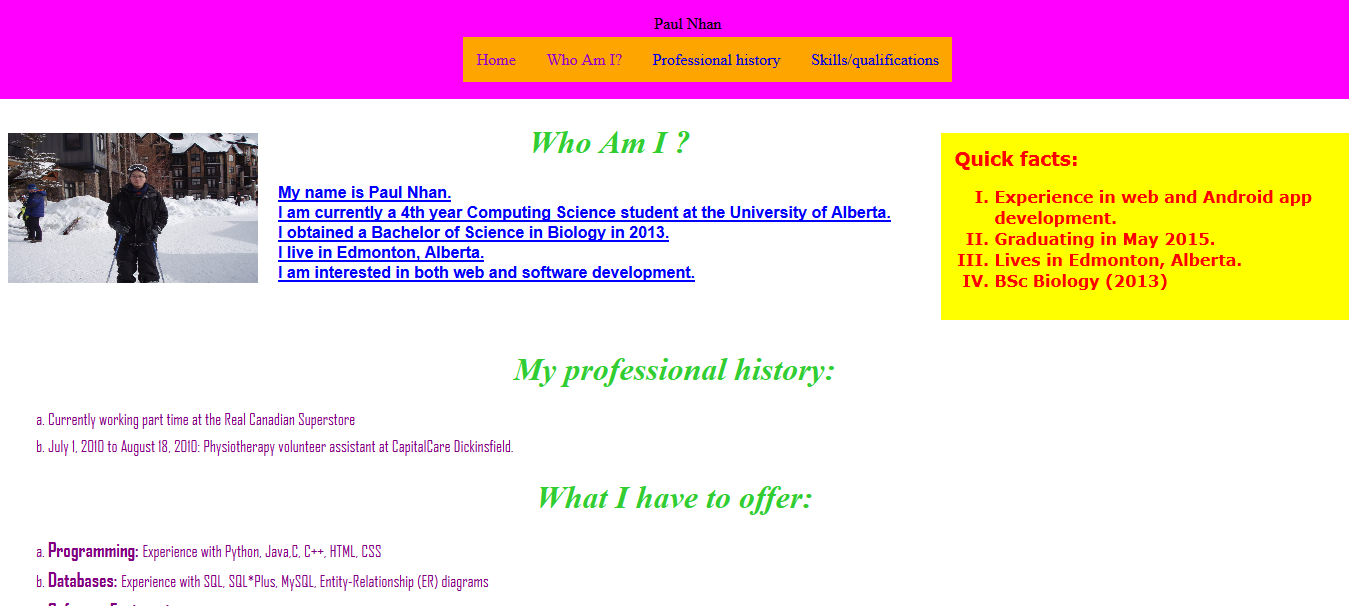 Paul Nhan
Home Who Am I? Professional history Skills/qualifications
Who Am I ?
My name is Paul Nhan.
I am currently a 4th year Computing Science student at the University of Alberta.
I obtained a Bachelor of Science in Biology in 2013.
I live in Edmonton, Alberta.
I am interested in both web and software development.
Quick facts:
I. Experience in web and Android app
development.
II. Graduating in May 2015.
III. Lives in Edmonton, Alberta.
IV. BSc Biology (2013)
My professional history:
a. Currently working part time at the Real Canadian Superstore
b. July 1, 2010 to August 18, 2010: Physiotherapy volunteer assistant at CapitalCare Dickinsfield.
What I have to offer:
a. Programming: Experience with Python, Java,C, C++, HTML, CSS
b. Databases: Experience with SQL, SQL*Plus, MySQL, Entity-Relationship (ER) diagrams